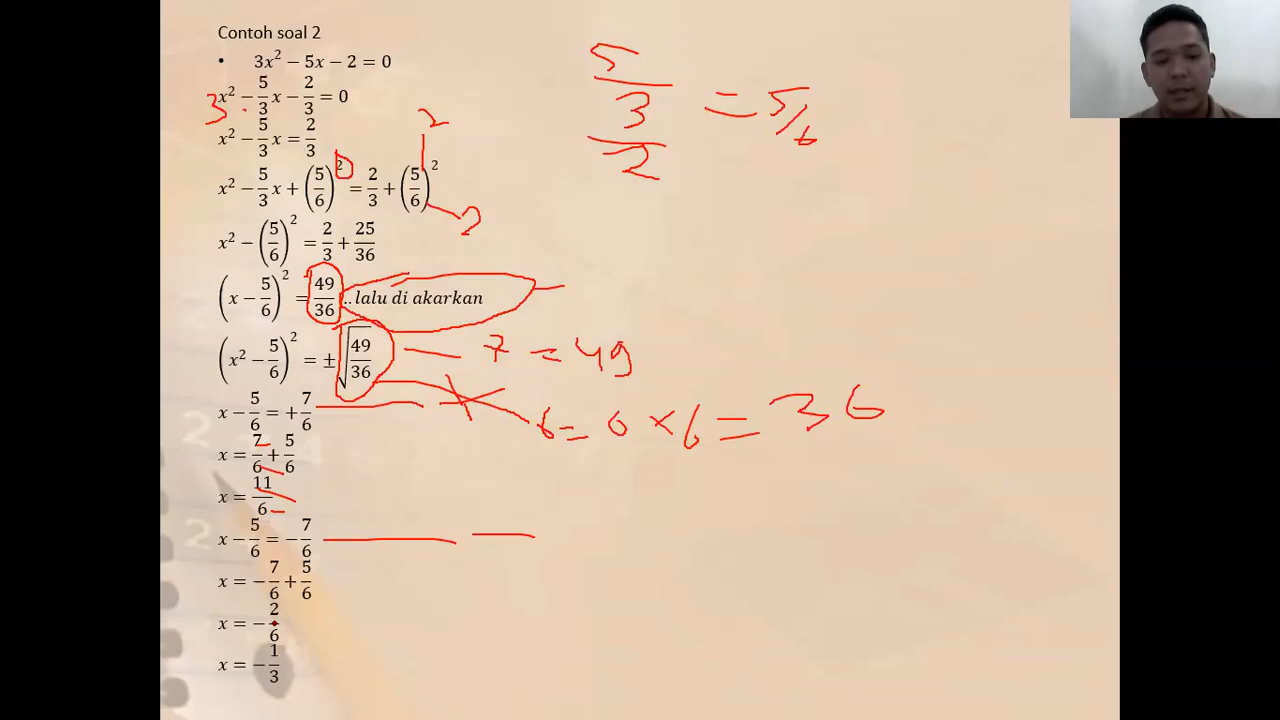 Contoh soal 2
• 3x² − 5x − 2 = 0
x² − 5/3 x − 2/3 = 0
3 ·
x² − 5/3 x = 2/3
x² − 5/3 x + (5/6)² = 2/3 + (5/6)²
2
2
x² − (5/6)² = 2/3 + 25/36
(x − 5/6)² = 49/36 .. lalu di akarkan
(x² − 5/6)² = ± √49/36
x − 5/6 = + 7/6
x = 7/6 + 5/6
x = 11/6
x − 5/6 = − 7/6
x = − 7/6 + 5/6
x = − 2/6
x = − 1/3
5
3
2
= 5/6
7 = 49
6 = 6 × 6 = 36